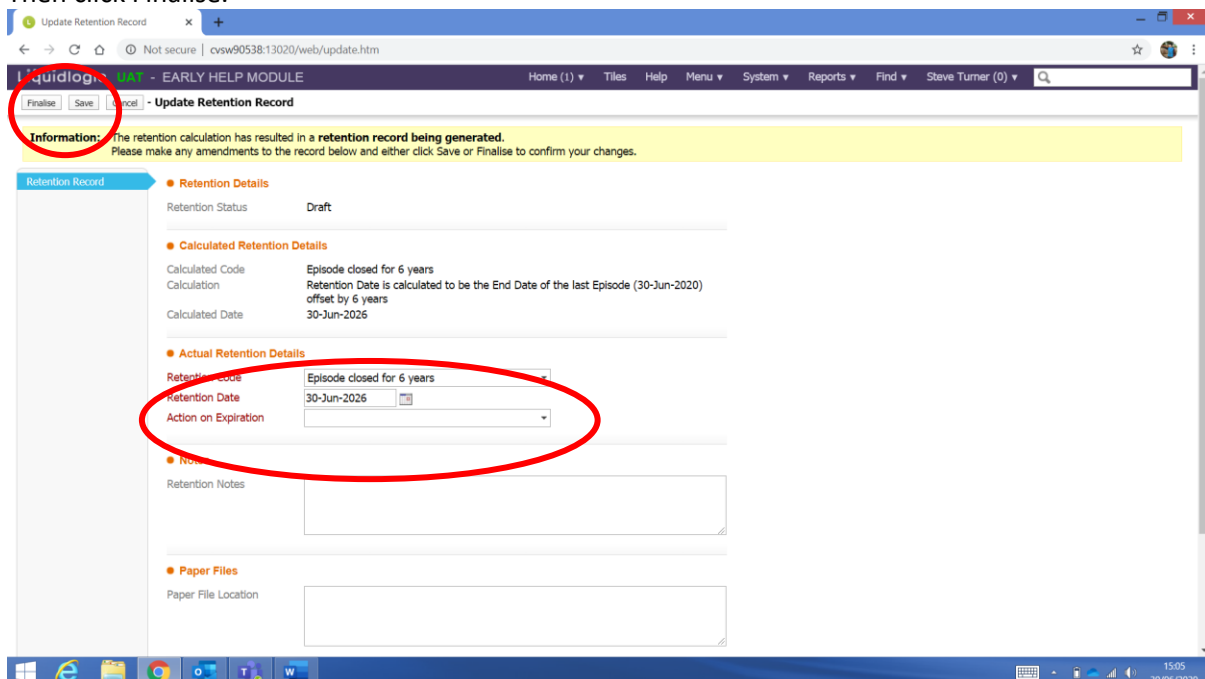 Then click Finalise.
Update Retention Record
Not secure | cvsw90538:13020/web/update.htm
Liquidlogic UAT - EARLY HELP MODULE Home (1) Tiles Help Menu System Reports Find Steve Turner (0)
Finalise Save Cancel - Update Retention Record
Information: The retention calculation has resulted in a retention record being generated.
Please make any amendments to the record below and either click Save or Finalise to confirm your changes.
Retention Record
Retention Details
Retention Status Draft
Calculated Retention Details
Calculated Code Episode closed for 6 years
Calculation Retention Date is calculated to be the End Date of the last Episode (30-Jun-2020)
offset by 6 years
Calculated Date 30-Jun-2026
Actual Retention Details
Retention Code Episode closed for 6 years
Retention Date 30-Jun-2026
Action on Expiration
Notes
Retention Notes
Paper Files
Paper File Location
15:05